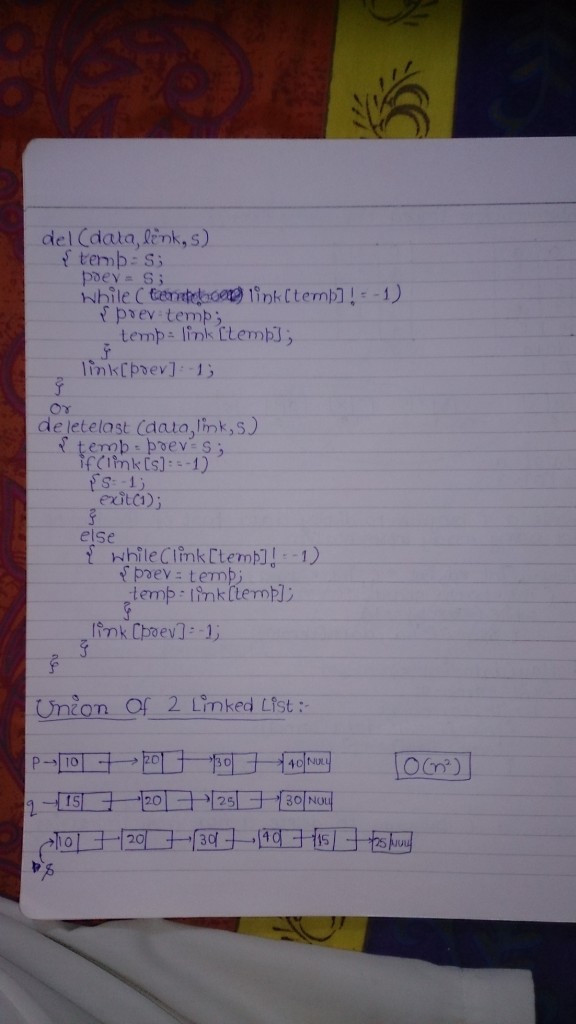 del (data, link, s)
{ temp = s;
prev = s;
while ( link[temp] != -1)
{ prev = temp;
temp = link [temp];
}
link[prev] = -1;
}
or
deletelast (data, link, s)
{ temp = prev = s;
if (link[s] == -1)
{ s = -1;
exit(1);
}
else
{ while (link[temp] != -1)
{ prev = temp;
temp = link[temp];
}
link [prev] = -1;
}
}
Union Of 2 Linked List :-
P → 10 → 20 → 30 → 40 NULL O(n²)
q → 15 → 20 → 25 → 30 NULL
→ 10 → 20 → 30 → 40 → 15 → 25 NULL
s